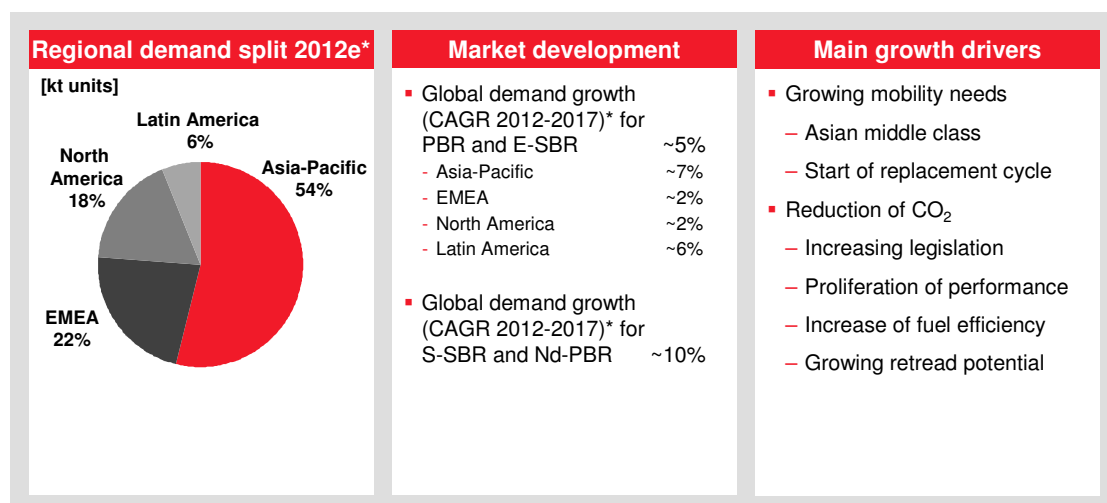 Regional demand split 2012e*
[kt units]
Latin America
6%
North
America
18%
Asia-Pacific
54%
EMEA
22%
Market development
▪ Global demand growth
(CAGR 2012-2017)* for
PBR and E-SBR ~5%
- Asia-Pacific ~7%
- EMEA ~2%
- North America ~2%
- Latin America ~6%
▪ Global demand growth
(CAGR 2012-2017)* for
S-SBR and Nd-PBR ~10%
Main growth drivers
▪ Growing mobility needs
– Asian middle class
– Start of replacement cycle
▪ Reduction of CO₂
– Increasing legislation
– Proliferation of performance
– Increase of fuel efficiency
– Growing retread potential